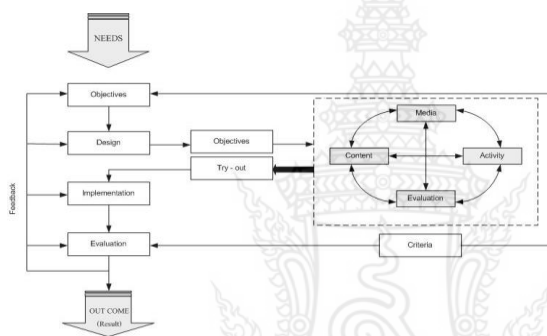 NEEDS
Objectives
Media
Design
Objectives
Content
Activity
Try - out
Feedback
Implementation
Evaluation
Evaluation
Criteria
OUT COME
(Result)